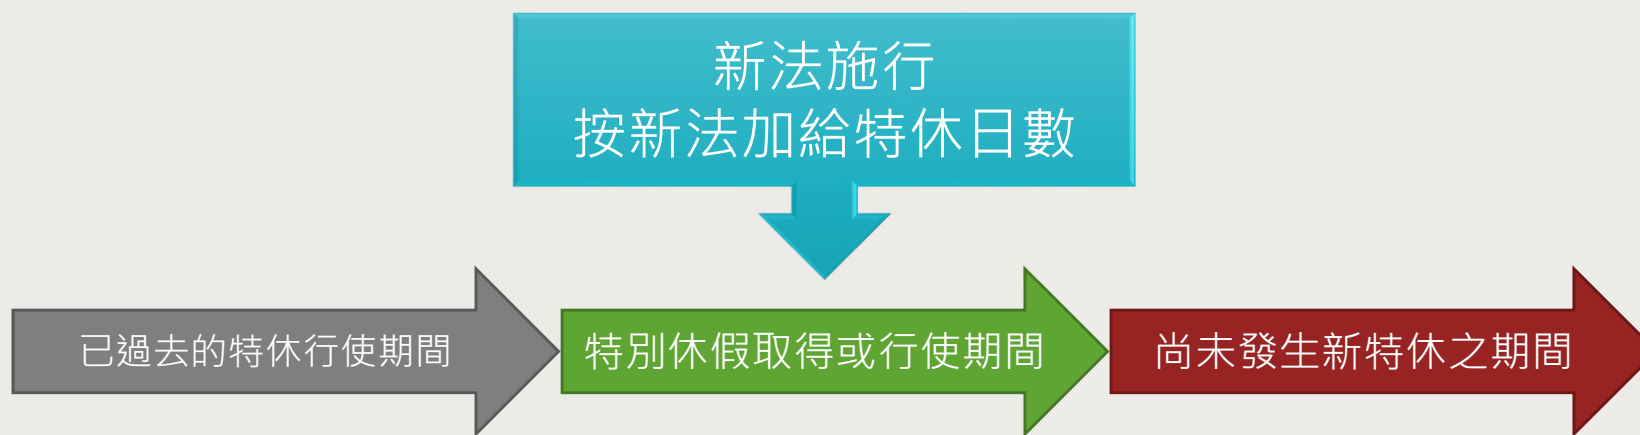 新法施行
按新法加給特休日數
已過去的特休行使期間
特別休假取得或行使期間
尚未發生新特休之期間